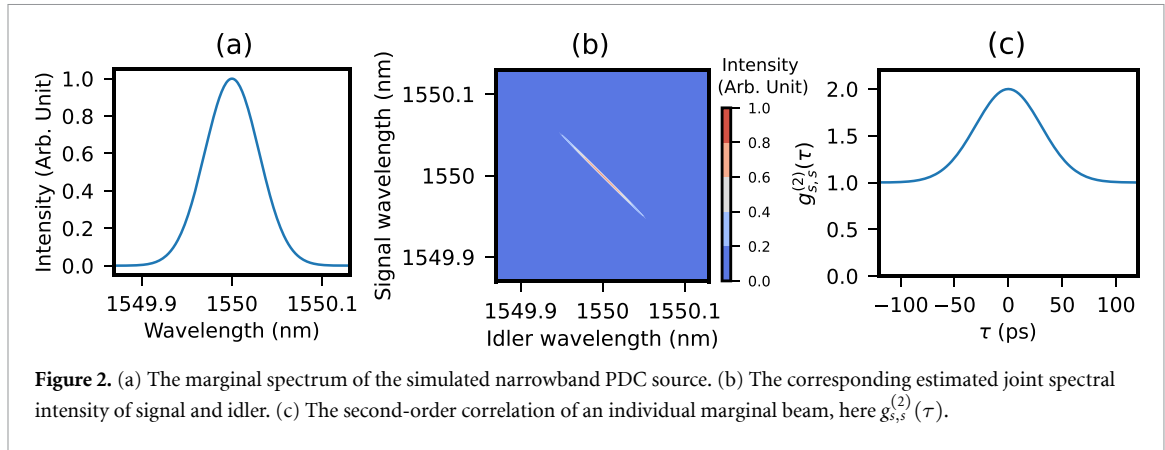 (a)
Intensity (Arb. Unit)
1.0
0.8
0.6
0.4
0.2
0.0
1549.9 1550 1550.1
Wavelength (nm)
(b)
Signal wavelength (nm)
1550.1
1550
1549.9
1549.9 1550 1550.1
Idler wavelength (nm)
Intensity
(Arb. Unit)
1.0
0.8
0.6
0.4
0.2
0.0
(c)
g_{s,s}^{(2)}(τ)
2.0
1.5
1.0
0.5
0.0
−100 −50 0 50 100
τ (ps)
Figure 2. (a) The marginal spectrum of the simulated narrowband PDC source. (b) The corresponding estimated joint spectral
intensity of signal and idler. (c) The second-order correlation of an individual marginal beam, here g_{s,s}^{(2)}(τ).